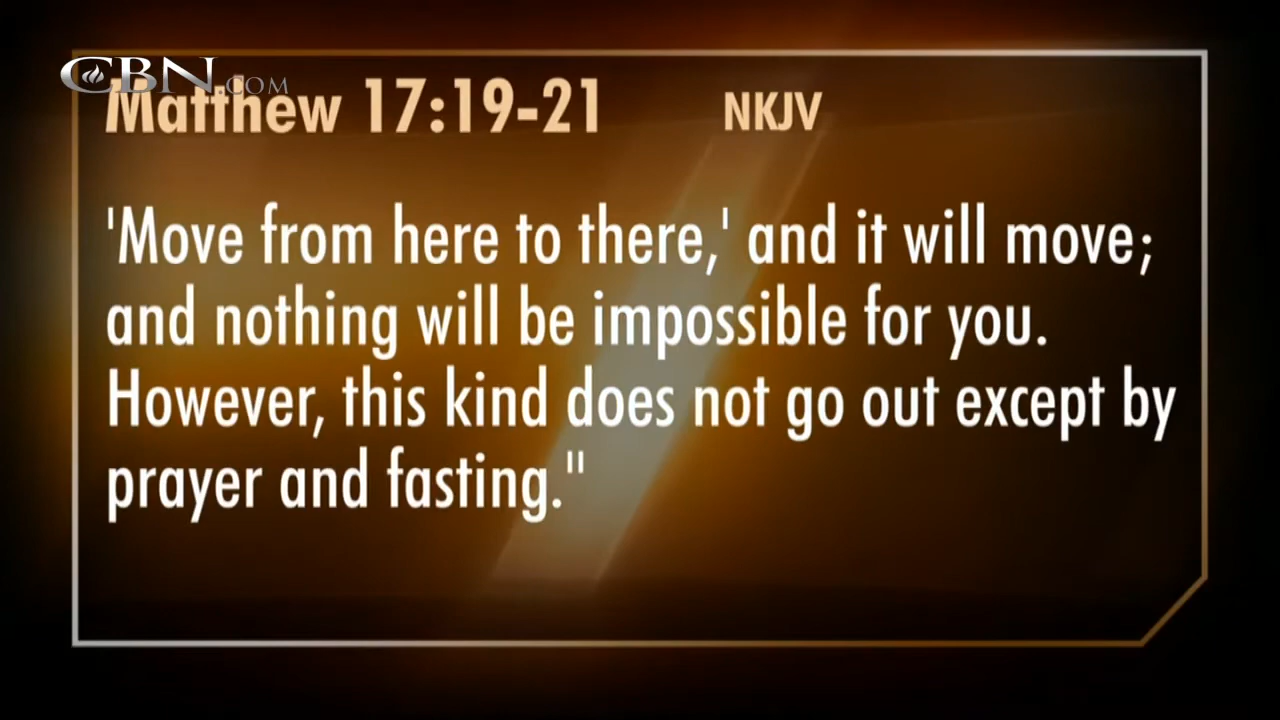 CBN.COM
Matthew 17:19-21 NKJV
'Move from here to there,' and it will move;
and nothing will be impossible for you.
However, this kind does not go out except by
prayer and fasting."